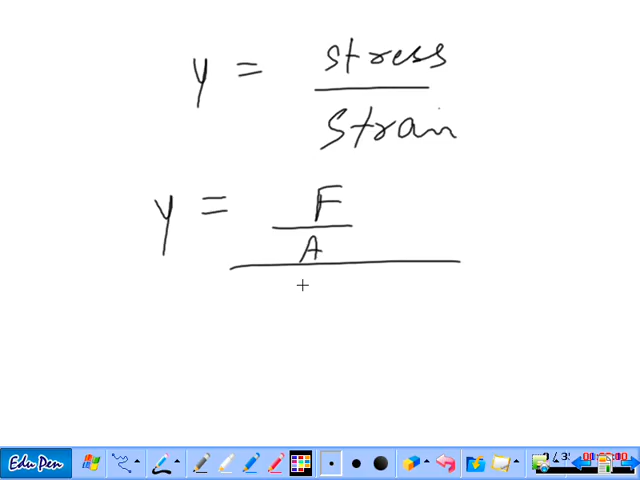 y = stress
strain
y = F
A
Edu Pen